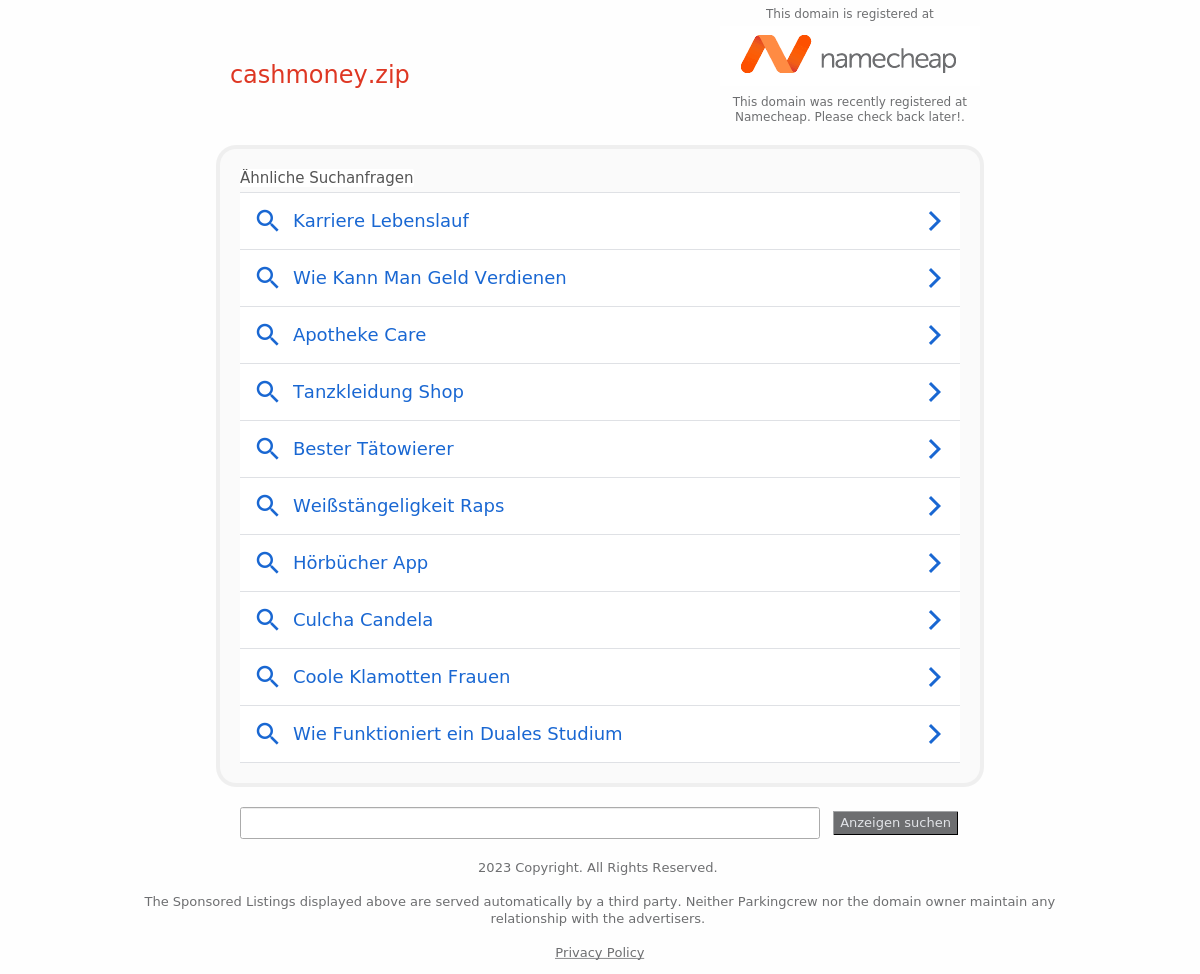 This domain is registered at
namecheap
cashmoney.zip
This domain was recently registered at
Namecheap. Please check back later!.
Ähnliche Suchanfragen
Karriere Lebenslauf
Wie Kann Man Geld Verdienen
Apotheke Care
Tanzkleidung Shop
Bester Tätowierer
Weißstängeligkeit Raps
Hörbücher App
Culcha Candela
Coole Klamotten Frauen
Wie Funktioniert ein Duales Studium
Anzeigen suchen
2023 Copyright. All Rights Reserved.
The Sponsored Listings displayed above are served automatically by a third party. Neither Parkingcrew nor the domain owner maintain any
relationship with the advertisers.
Privacy Policy